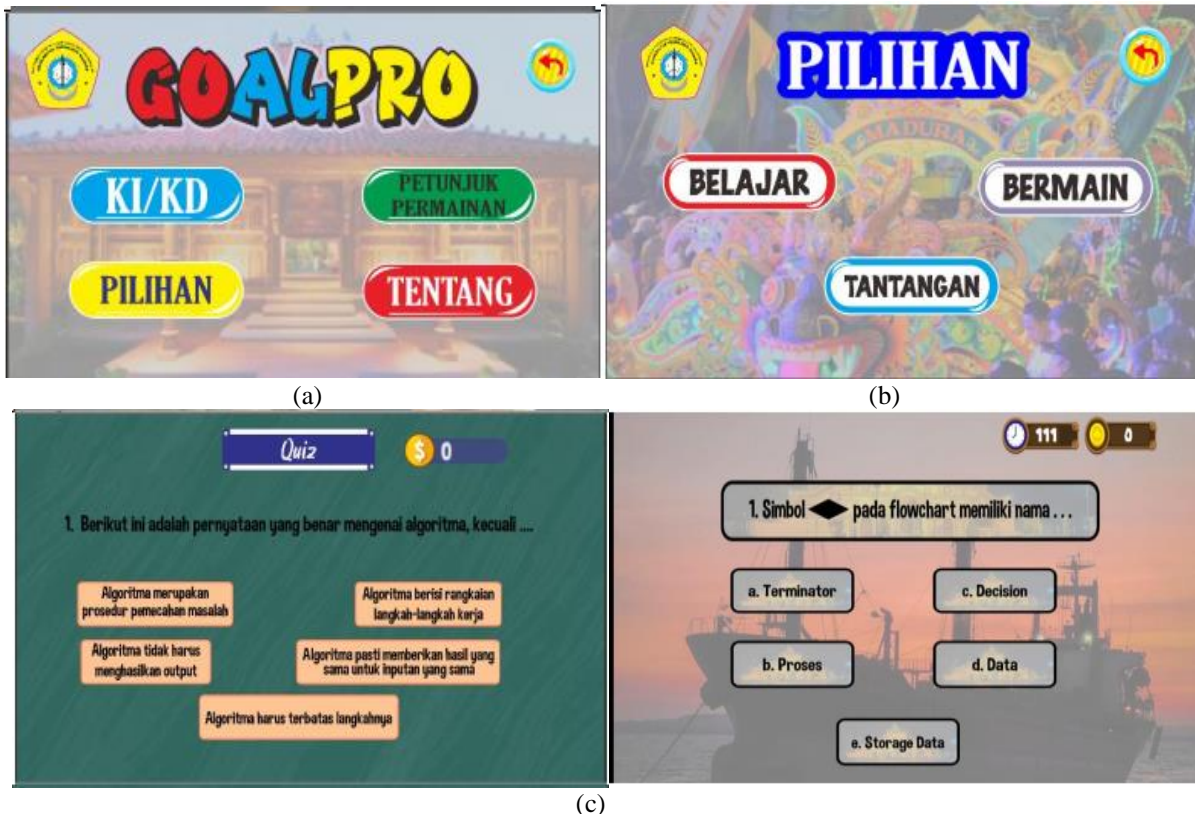 GOALPRO
KI/KD
PETUNJUK
PERMAINAN
PILIHAN
TENTANG
(a)
PILIHAN
MADURA
BELAJAR
BERMAIN
TANTANGAN
(b)
Quiz
$ 0
1. Berikut ini adalah pernyataan yang benar mengenai algoritma, kecuali ....
Algoritma merupakan
prosedur pemecahan masalah
Algoritma berisi rangkaian
langkah-langkah kerja
Algoritma tidak harus
menghasilkan output
Algoritma pasti memberikan hasil yang
sama untuk inputan yang sama
Algoritma harus terbatas langkahnya
111 0
1. Simbol pada flowchart memiliki nama . . .
a. Terminator
c. Decision
b. Proses
d. Data
e. Storage Data
(c)